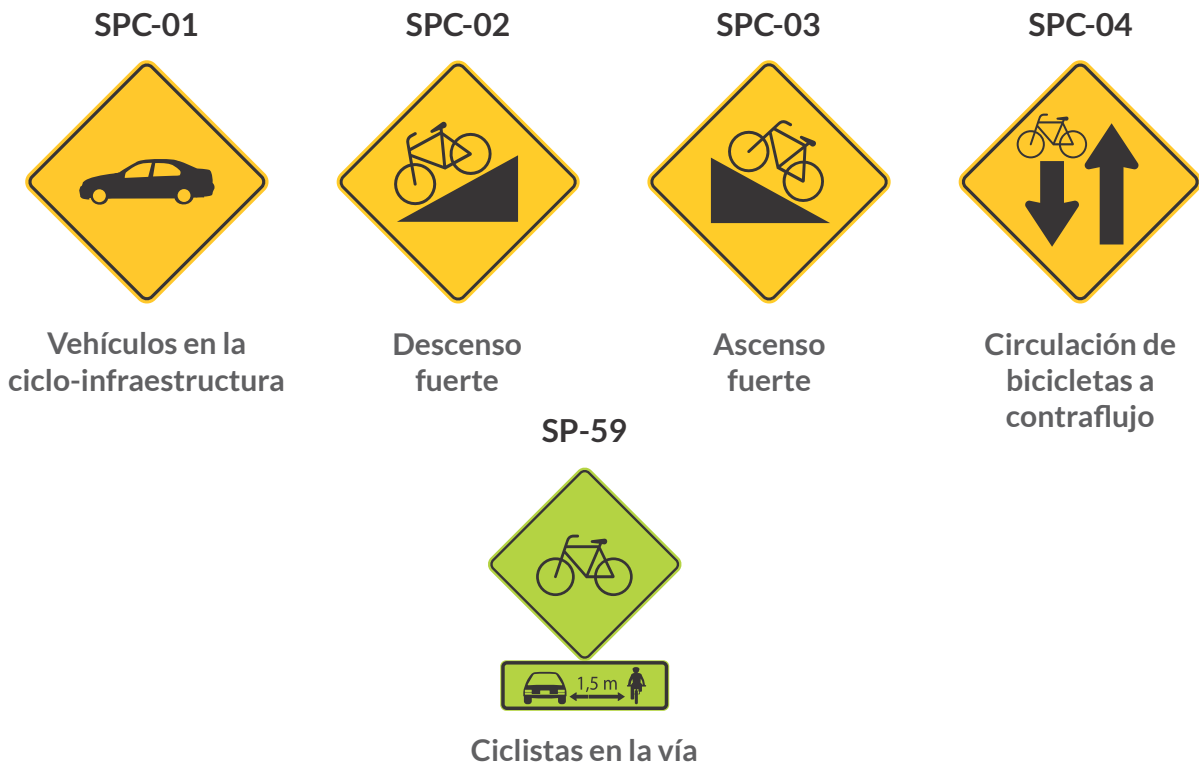 SPC-01
SPC-02
SPC-03
SPC-04
Vehículos en la
ciclo-infraestructura
Descenso
fuerte
Ascenso
fuerte
Circulación de
bicicletas a
contraflujo
SP-59
1,5 m
Ciclistas en la vía